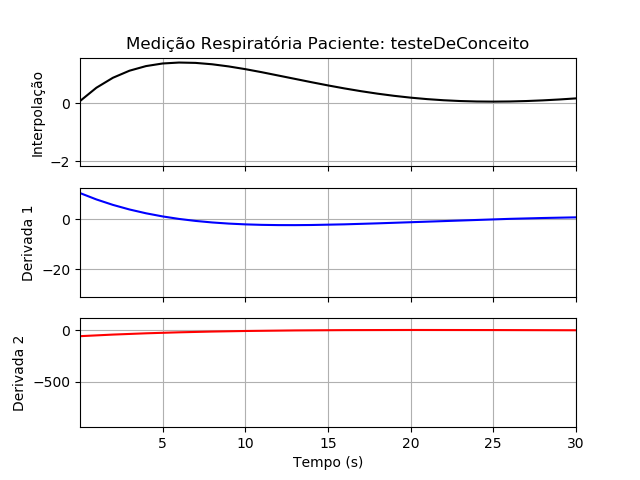 Medição Respiratória Paciente: testeDeConceito
Interpolação
0
−2
Derivada 1
0
−20
Derivada 2
0
−500
5 10 15 20 25 30
Tempo (s)